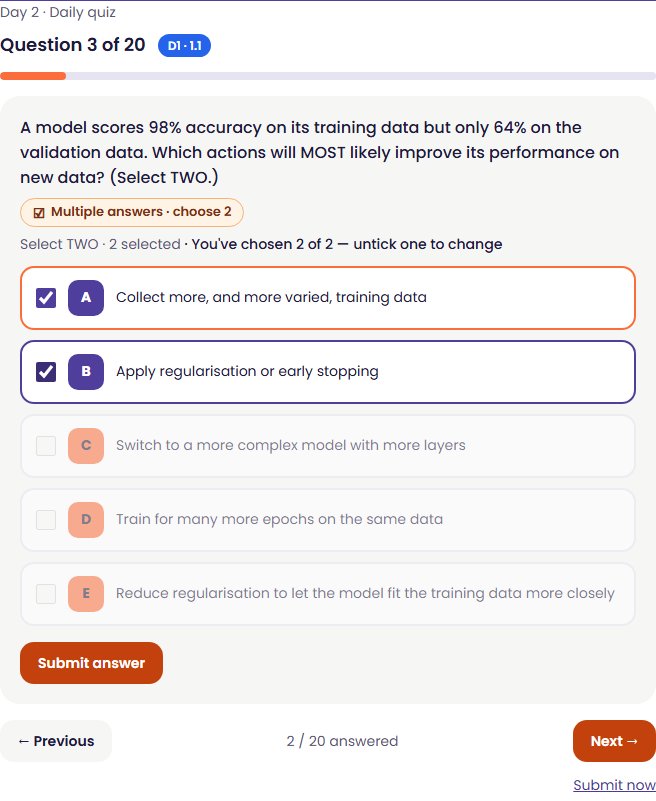 Day 2 · Daily quiz
Question 3 of 20 D1 · 1.1
A model scores 98% accuracy on its training data but only 64% on the
validation data. Which actions will MOST likely improve its performance on
new data? (Select TWO.)
☑ Multiple answers · choose 2
Select TWO · 2 selected · You've chosen 2 of 2 — untick one to change
A Collect more, and more varied, training data
B Apply regularisation or early stopping
C Switch to a more complex model with more layers
D Train for many more epochs on the same data
E Reduce regularisation to let the model fit the training data more closely
Submit answer
← Previous 2 / 20 answered Next →
Submit now